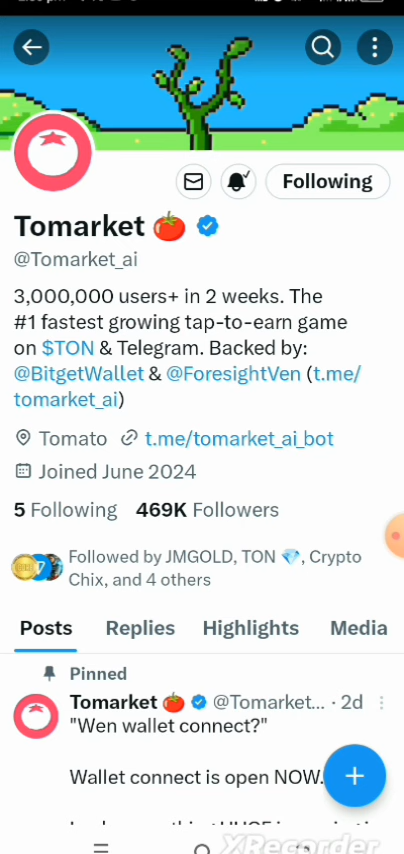 Following
Tomarket 🍅
@Tomarket_ai
3,000,000 users+ in 2 weeks. The
#1 fastest growing tap-to-earn game
on $TON & Telegram. Backed by:
@BitgetWallet & @ForesightVen (t.me/
tomarket_ai)
Tomato t.me/tomarket_ai_bot
Joined June 2024
5 Following 469K Followers
Followed by JMGOLD, TON 💎, Crypto
Chix, and 4 others
Posts Replies Highlights Media
Pinned
Tomarket 🍅 @Tomarket... · 2d
"Wen wallet connect?"
Wallet connect is open NOW.
XRecorder